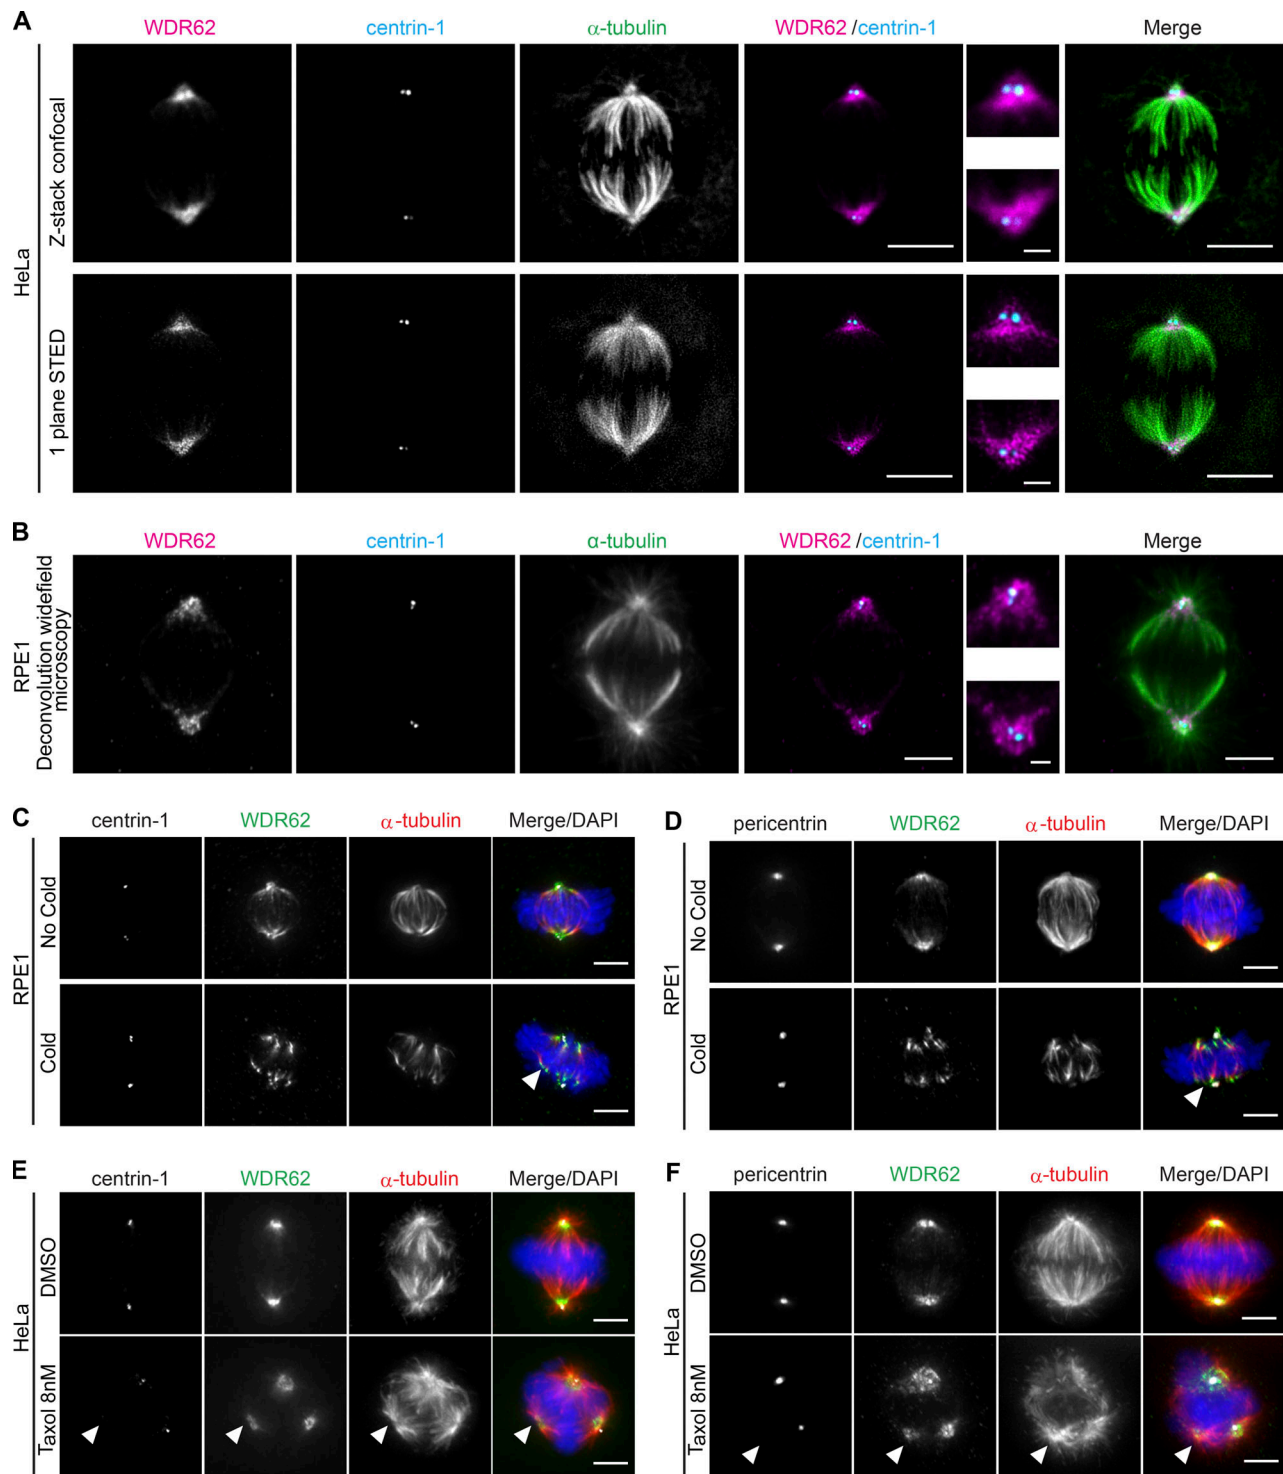 A
WDR62
centrin-1
α-tubulin
WDR62 /centrin-1
Merge
HeLa
Z-stack confocal
1 plane STED
B
WDR62
centrin-1
α-tubulin
WDR62 /centrin-1
Merge
RPE1
Deconvolution widefield
microscopy
C
centrin-1
WDR62
α-tubulin
Merge/DAPI
RPE1
No Cold
Cold
D
pericentrin
WDR62
α-tubulin
Merge/DAPI
RPE1
No Cold
Cold
E
centrin-1
WDR62
α-tubulin
Merge/DAPI
HeLa
DMSO
Taxol 8nM
F
pericentrin
WDR62
α-tubulin
Merge/DAPI
HeLa
DMSO
Taxol 8nM